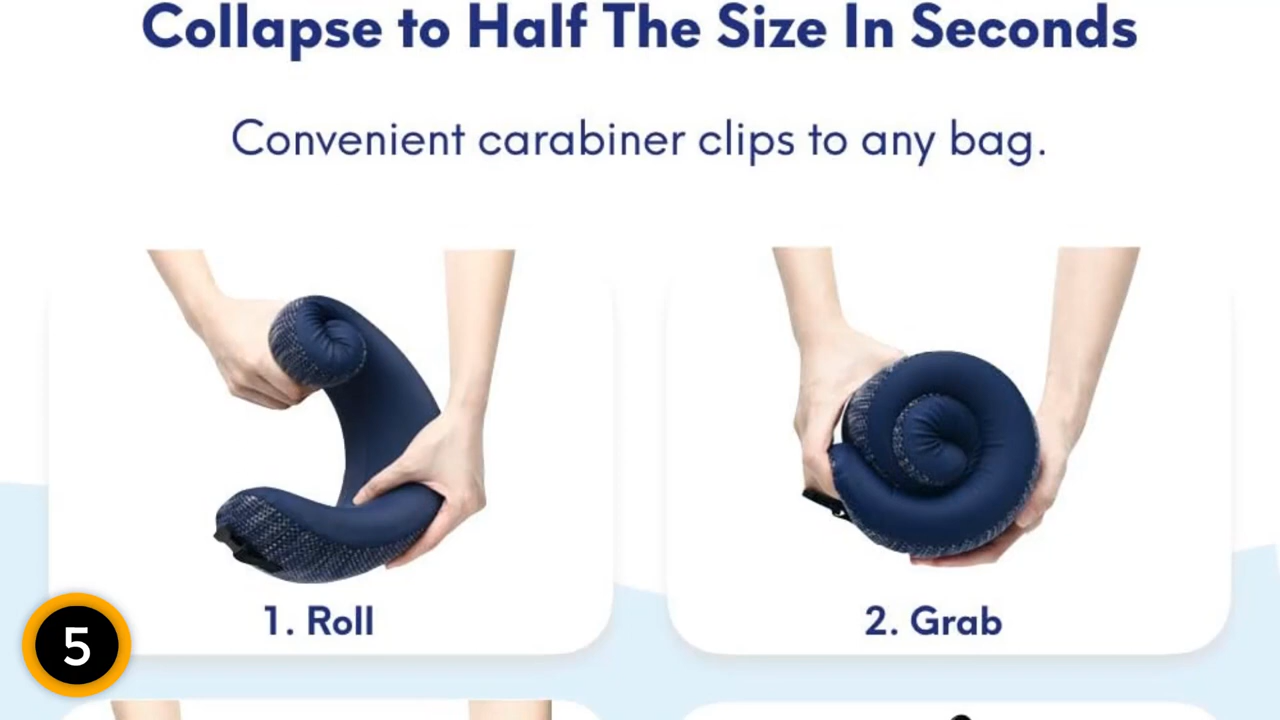 Collapse to Half The Size In Seconds
Convenient carabiner clips to any bag.
1. Roll
2. Grab
5